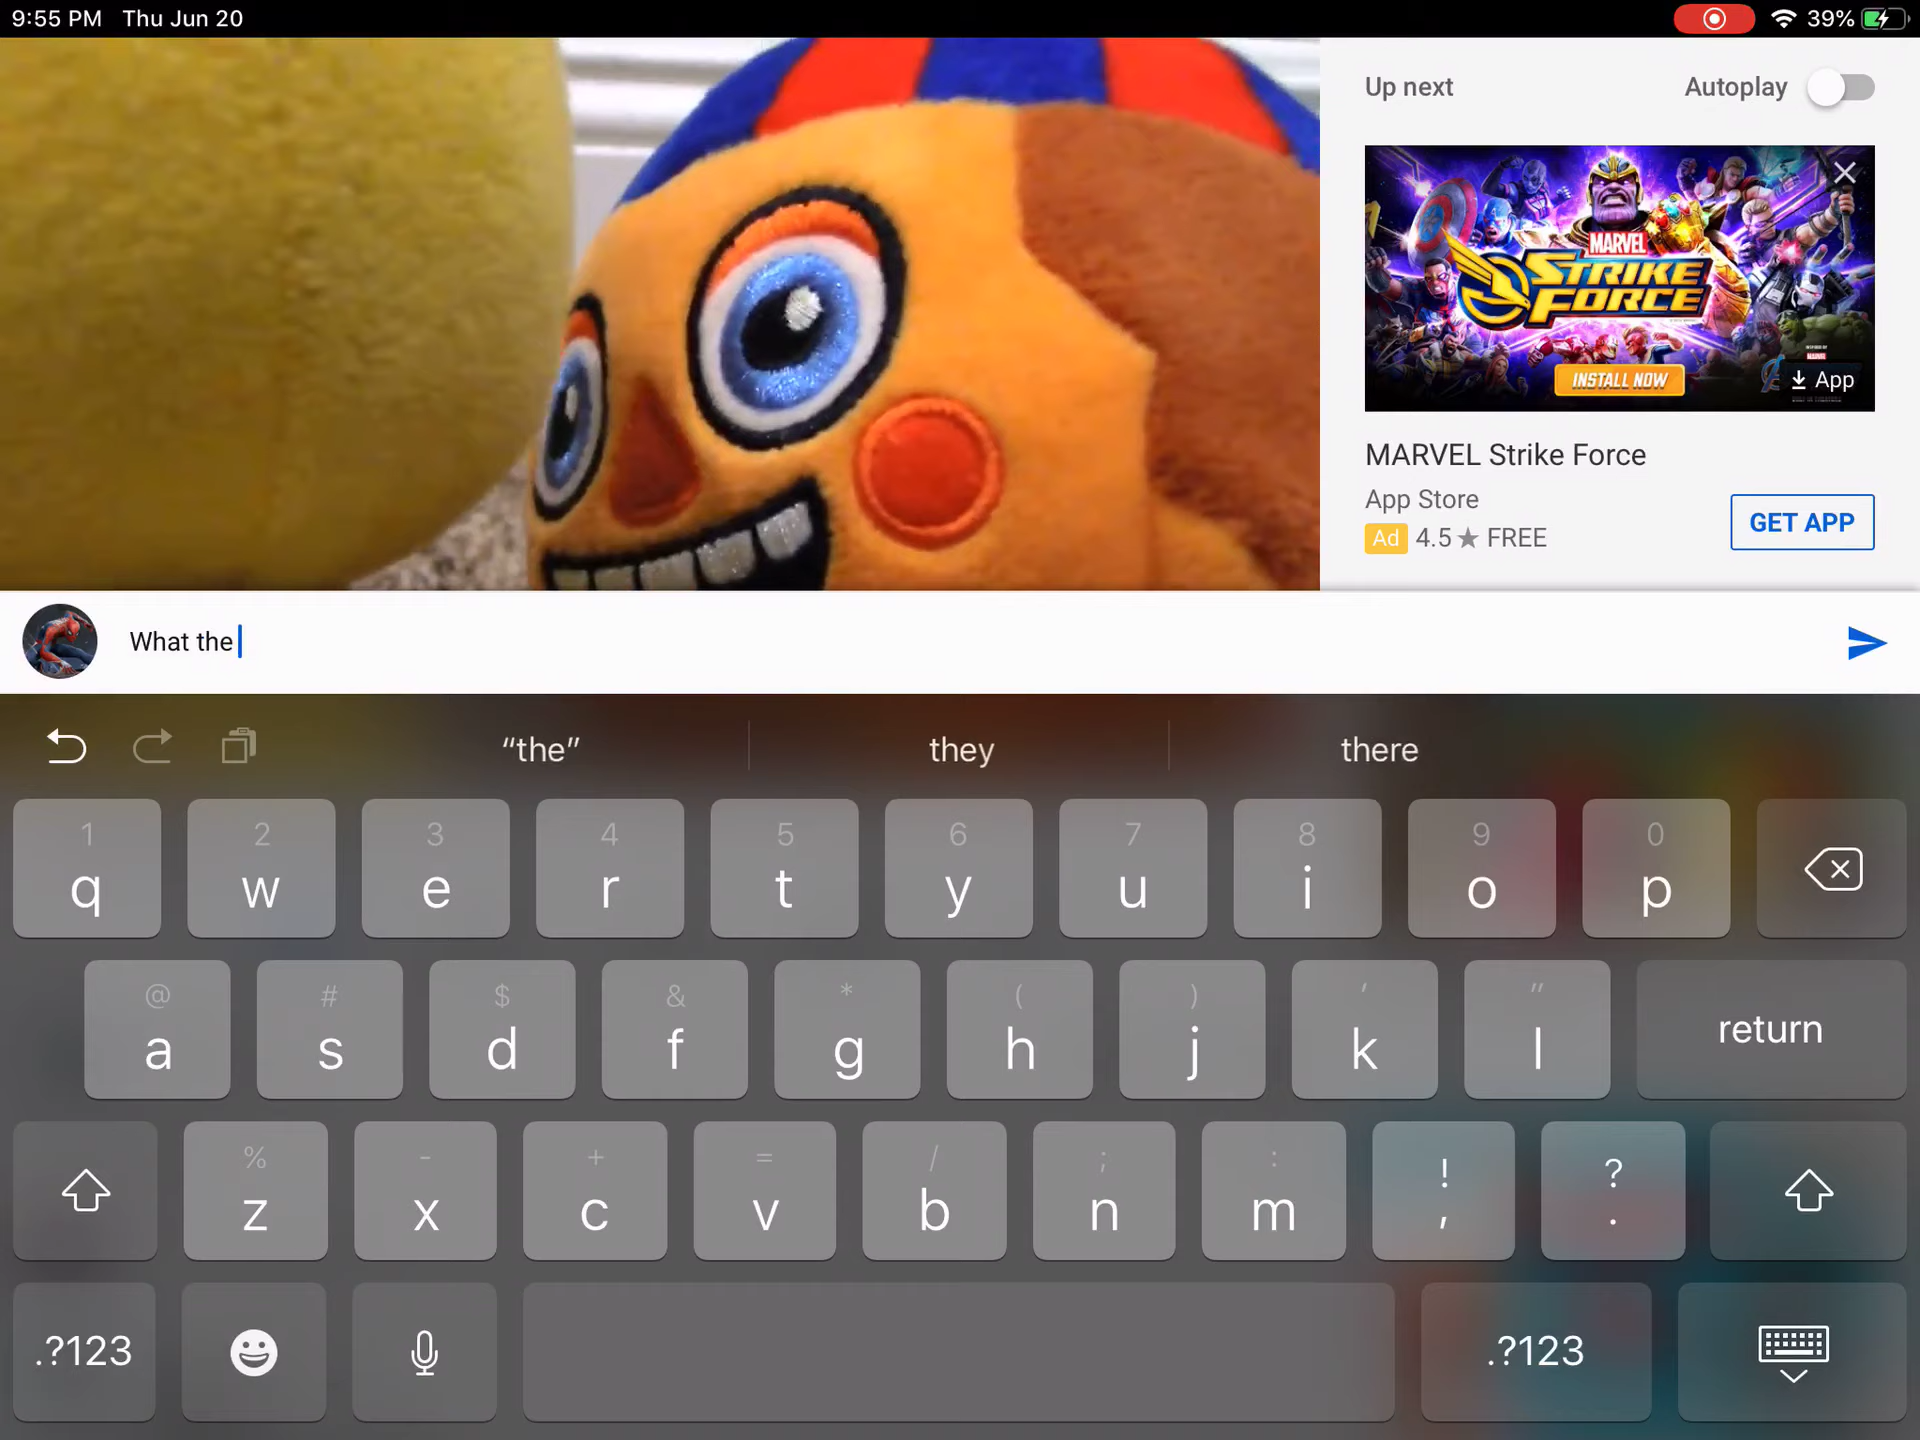 9:55 PM Thu Jun 20
39%
Up next
Autoplay
MARVEL
STRIKE
FORCE
INSTALL NOW
App
MARVEL Strike Force
App Store
Ad 4.5 ★ FREE
GET APP
What the
“the”
they
there
1 2 3 4 5 6 7 8 9 0
q w e r t y u i o p
@ # $ & * ( ) ' "
a s d f g h j k l return
% - + = / ; : ! ?
z x c v b n m , .
.?123
.?123